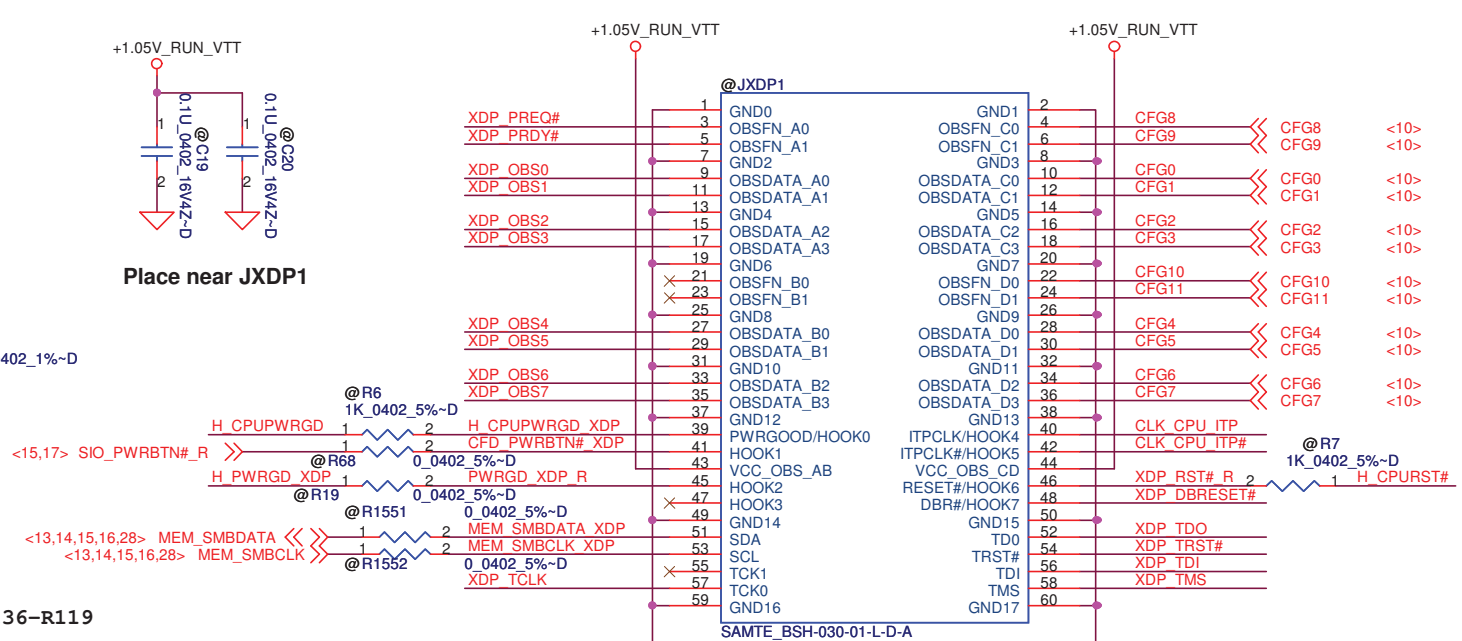 +1.05V_RUN_VTT
+1.05V_RUN_VTT
+1.05V_RUN_VTT
0.1U_0402_16V4Z~D
@C19
1
2
0.1U_0402_16V4Z~D
@C20
1
2
Place near JXDP1
402_1%~D
36-R119
@JXDP1
1 GND0 GND1 2
XDP_PREQ# 3 OBSFN_A0 OBSFN_C0 4 CFG8 CFG8 <10>
XDP_PRDY# 5 OBSFN_A1 OBSFN_C1 6 CFG9 CFG9 <10>
7 GND2 GND3 8
XDP_OBS0 9 OBSDATA_A0 OBSDATA_C0 10 CFG0 CFG0 <10>
XDP_OBS1 11 OBSDATA_A1 OBSDATA_C1 12 CFG1 CFG1 <10>
13 GND4 GND5 14
XDP_OBS2 15 OBSDATA_A2 OBSDATA_C2 16 CFG2 CFG2 <10>
XDP_OBS3 17 OBSDATA_A3 OBSDATA_C3 18 CFG3 CFG3 <10>
19 GND6 GND7 20
21 OBSFN_B0 OBSFN_D0 22 CFG10 CFG10 <10>
23 OBSFN_B1 OBSFN_D1 24 CFG11 CFG11 <10>
25 GND8 GND9 26
XDP_OBS4 27 OBSDATA_B0 OBSDATA_D0 28 CFG4 CFG4 <10>
XDP_OBS5 29 OBSDATA_B1 OBSDATA_D1 30 CFG5 CFG5 <10>
31 GND10 GND11 32
XDP_OBS6 33 OBSDATA_B2 OBSDATA_D2 34 CFG6 CFG6 <10>
XDP_OBS7 35 OBSDATA_B3 OBSDATA_D3 36 CFG7 CFG7 <10>
@R6
1K_0402_5%~D
37 GND12 GND13 38
H_CPUPWRGD 1 2 H_CPUPWRGD_XDP 39 PWRGOOD/HOOK0 ITPCLK/HOOK4 40 CLK_CPU_ITP
<15,17> SIO_PWRBTN#_R 1 2 CFD_PWRBTN#_XDP 41 HOOK1 ITPCLK#/HOOK5 42 CLK_CPU_ITP#
@R68 0_0402_5%~D
43 VCC_OBS_AB VCC_OBS_CD 44
@R7
1K_0402_5%~D
H_PWRGD_XDP 1 2 PWRGD_XDP_R 45 HOOK2 RESET#/HOOK6 46 XDP_RST#_R 2 1 H_CPURST#
@R19 0_0402_5%~D
47 HOOK3 DBR#/HOOK7 48 XDP_DBRESET#
@R1551 0_0402_5%~D
49 GND14 GND15 50
<13,14,15,16,28> MEM_SMBDATA 1 2 MEM_SMBDATA_XDP 51 SDA TD0 52 XDP_TDO
<13,14,15,16,28> MEM_SMBCLK 1 2 MEM_SMBCLK_XDP 53 SCL TRST# 54 XDP_TRST#
@R1552 0_0402_5%~D
55 TCK1 TDI 56 XDP_TDI
XDP_TCLK 57 TCK0 TMS 58 XDP_TMS
59 GND16 GND17 60
SAMTE_BSH-030-01-L-D-A